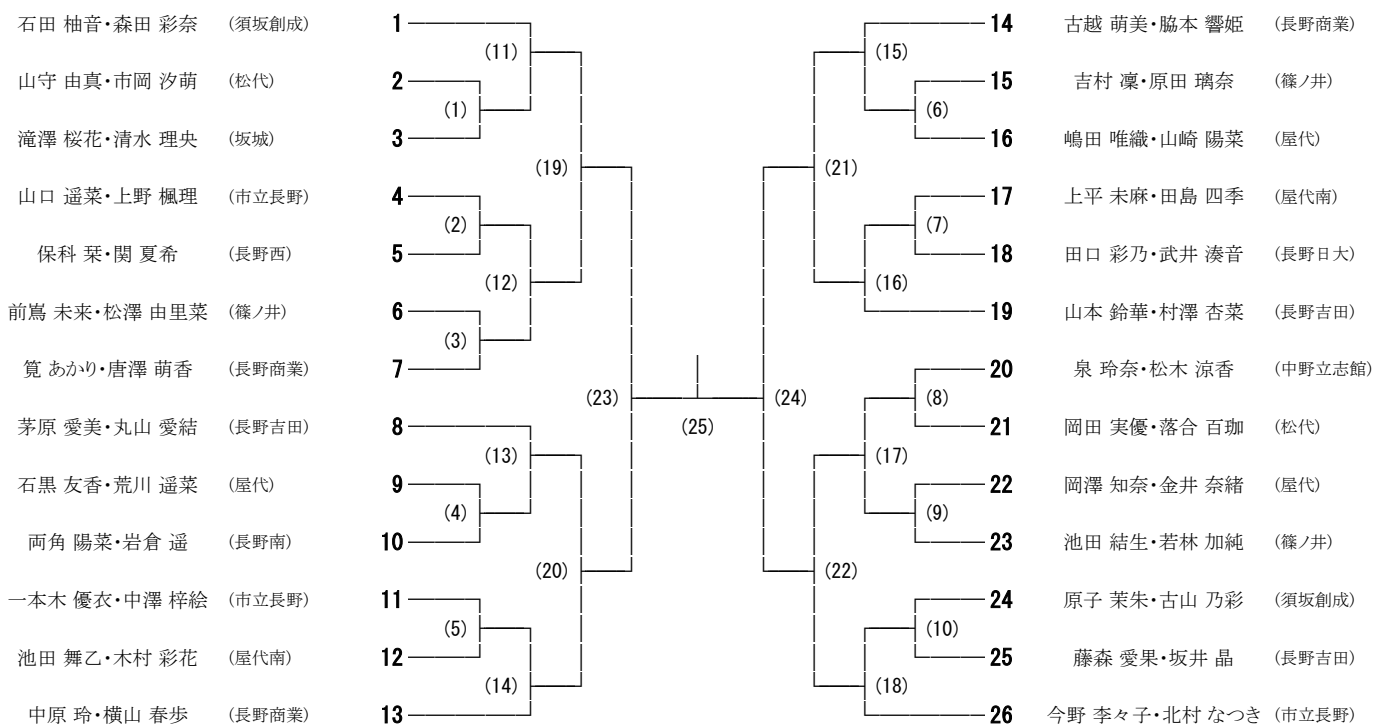 石田 柚音・森田 彩奈 (須坂創成) 1
(11)
山守 由真・市岡 汐萌 (松代) 2
(1)
滝澤 桜花・清水 理央 (坂城) 3
(19)
山口 遥菜・上野 楓理 (市立長野) 4
(2)
保科 栞・関 夏希 (長野西) 5
(12)
前嶌 未来・松澤 由里菜 (篠ノ井) 6
(3)
筧 あかり・唐澤 萌香 (長野商業) 7
(23)
茅原 愛美・丸山 愛結 (長野吉田) 8
(13)
石黒 友香・荒川 遥菜 (屋代) 9
(4)
両角 陽菜・岩倉 遥 (長野南) 10
(20)
一本木 優衣・中澤 梓絵 (市立長野) 11
(5)
池田 舞乙・木村 彩花 (屋代南) 12
(14)
中原 玲・横山 春歩 (長野商業) 13
(25)
14 古越 萌美・脇本 響姫 (長野商業)
(15)
15 吉村 凜・原田 璃奈 (篠ノ井)
(6)
16 嶋田 唯織・山崎 陽菜 (屋代)
(21)
17 上平 未麻・田島 四季 (屋代南)
(7)
18 田口 彩乃・武井 湊音 (長野日大)
(16)
19 山本 鈴華・村澤 杏菜 (長野吉田)
20 泉 玲奈・松木 涼香 (中野立志館)
(24)
(8)
21 岡田 実優・落合 百珈 (松代)
(17)
22 岡澤 知奈・金井 奈緒 (屋代)
(9)
23 池田 結生・若林 加純 (篠ノ井)
(22)
24 原子 茉朱・古山 乃彩 (須坂創成)
(10)
25 藤森 愛果・坂井 晶 (長野吉田)
(18)
26 今野 李々子・北村 なつき (市立長野)